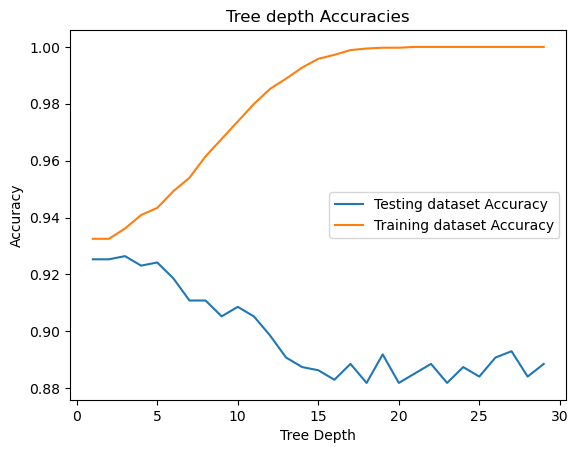 Tree depth Accuracies
1.00
0.98
0.96
0.94
0.92
0.90
0.88
Accuracy
Testing dataset Accuracy
Training dataset Accuracy
0 5 10 15 20 25 30
Tree Depth